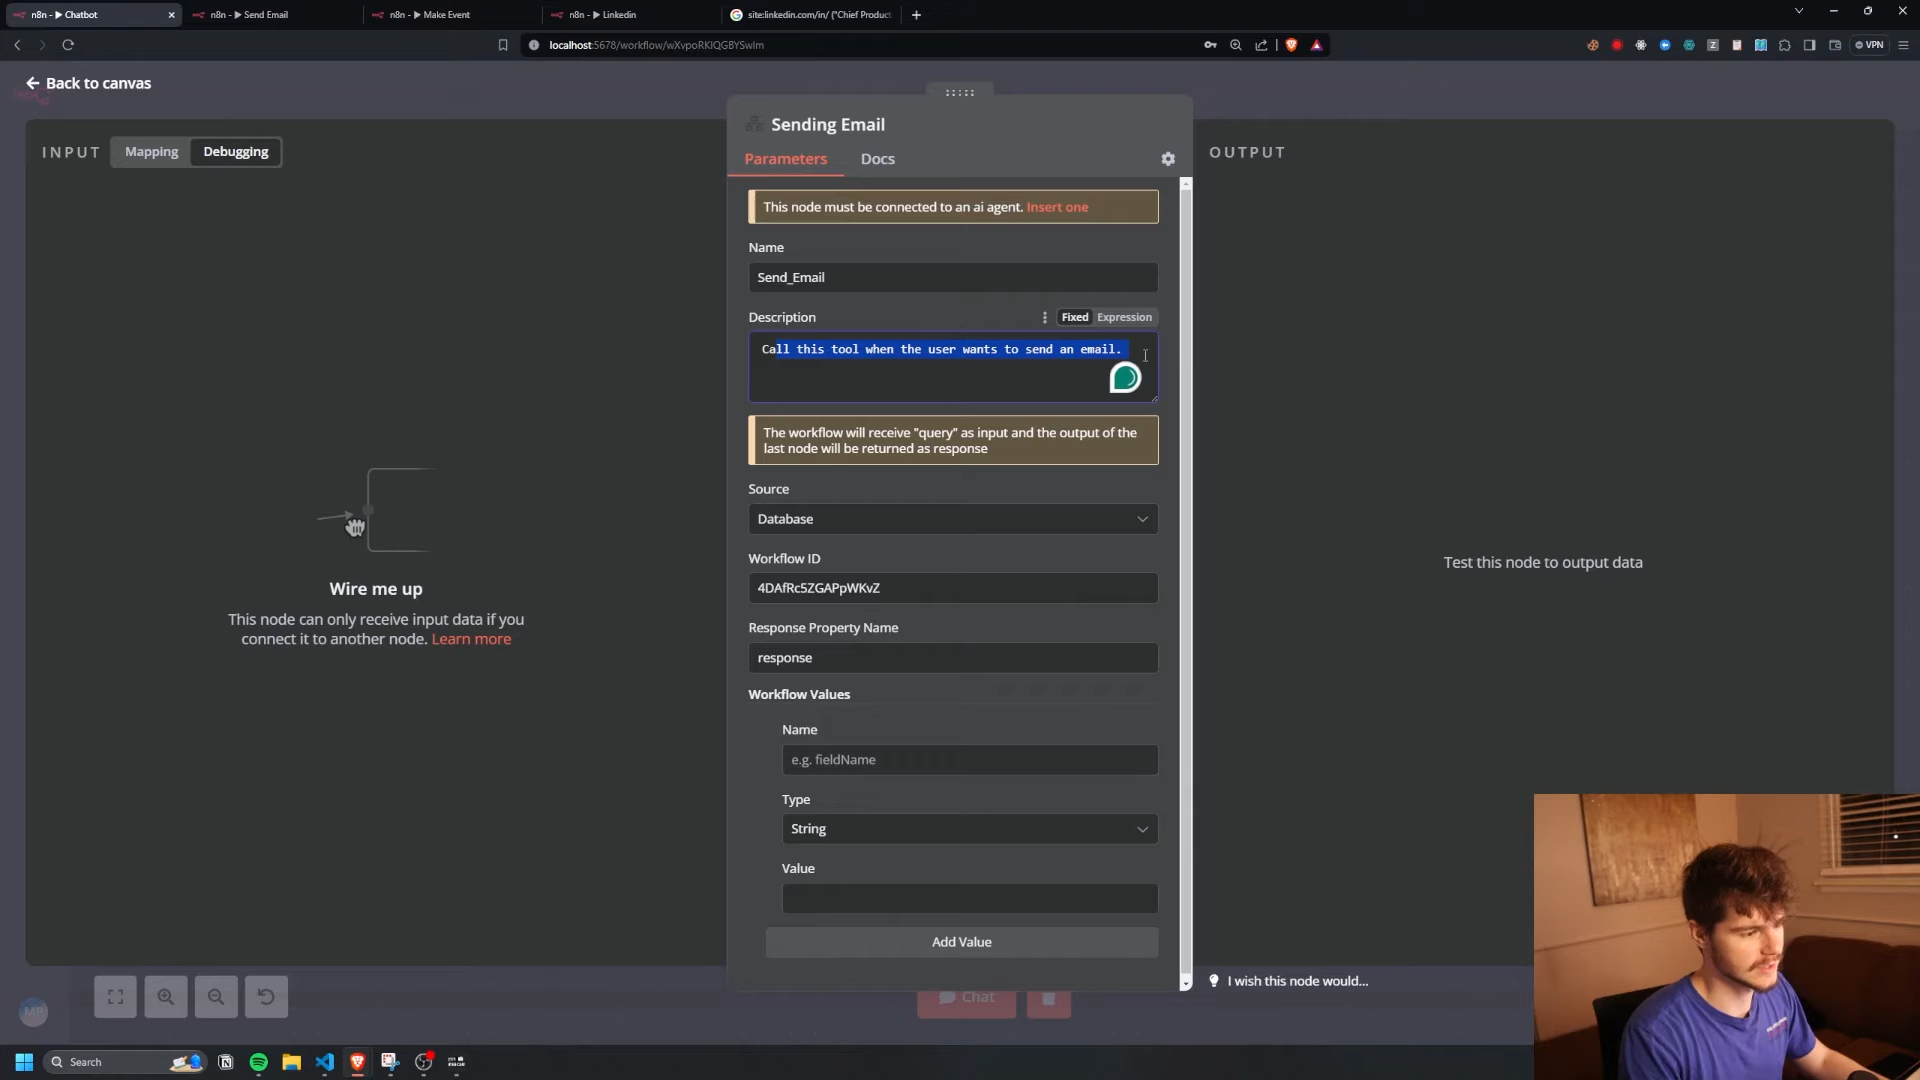 n8n - ▶ Chatbot
n8n - ▶ Send Email
n8n - ▶ Make Event
n8n - ▶ Linkedin
site:linkedin.com/in/ ("Chief Product
localhost:5678/workflow/wXvpoRKIQGBYSwIm
VPN
Back to canvas
INPUT
Mapping
Debugging
Sending Email
Parameters
Docs
OUTPUT
This node must be connected to an ai agent. Insert one
Name
Send_Email
Description
Fixed
Expression
Call this tool when the user wants to send an email.
The workflow will receive "query" as input and the output of the
last node will be returned as response
Source
Database
Workflow ID
4DAfRc5ZGAPpWKvZ
Response Property Name
response
Workflow Values
Name
e.g. fieldName
Type
String
Value
Add Value
Wire me up
This node can only receive input data if you
connect it to another node. Learn more
Test this node to output data
I wish this node would...
Chat
MP
Search